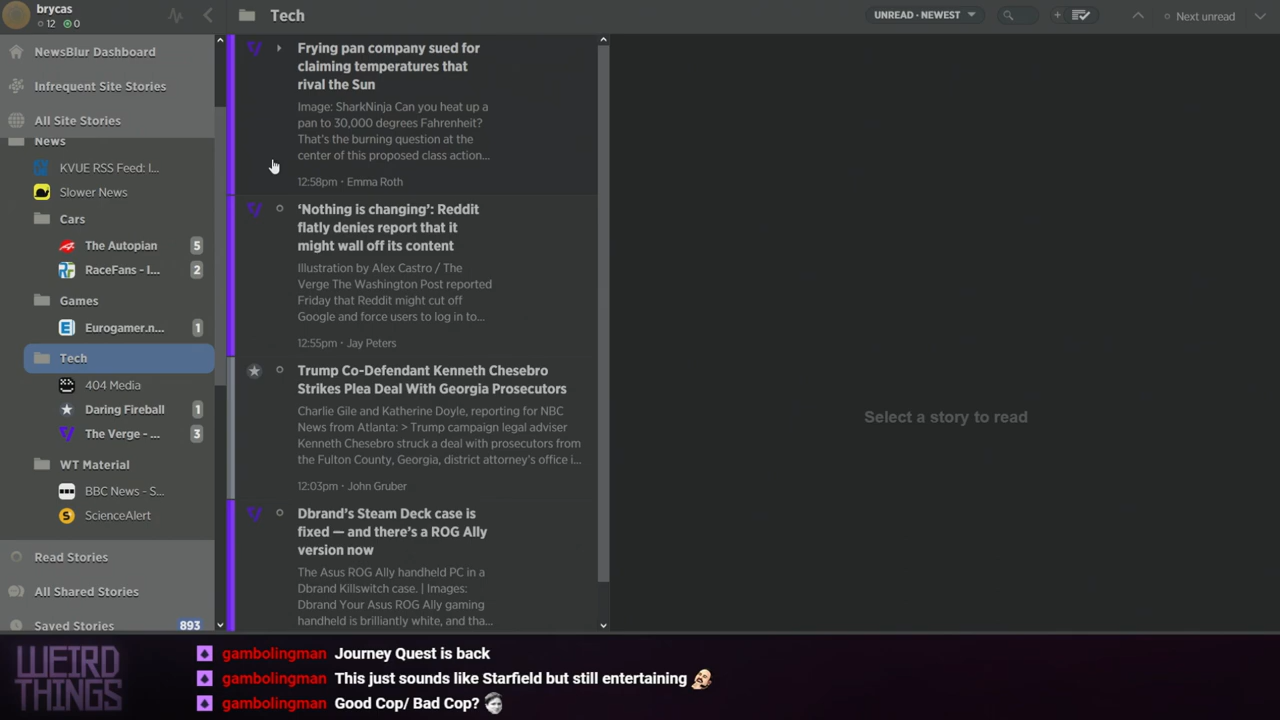 brycas
12 0
Tech
UNREAD · NEWEST
Next unread
NewsBlur Dashboard
Infrequent Site Stories
All Site Stories
News
KVUE RSS Feed: l...
Slower News
Cars
The Autopian 5
RaceFans - I... 2
Games
Eurogamer.n... 1
Tech
404 Media
Daring Fireball 1
The Verge - ... 3
WT Material
BBC News - S...
ScienceAlert
Read Stories
All Shared Stories
Saved Stories 893
Frying pan company sued for
claiming temperatures that
rival the Sun
Image: SharkNinja Can you heat up a
pan to 30,000 degrees Fahrenheit?
That's the burning question at the
center of this proposed class action...
12:58pm · Emma Roth
‘Nothing is changing’: Reddit
flatly denies report that it
might wall off its content
Illustration by Alex Castro / The
Verge The Washington Post reported
Friday that Reddit might cut off
Google and force users to log in to...
12:55pm · Jay Peters
Trump Co-Defendant Kenneth Chesebro
Strikes Plea Deal With Georgia Prosecutors
Charlie Gile and Katherine Doyle, reporting for NBC
News from Atlanta: > Trump campaign legal adviser
Kenneth Chesebro struck a deal with prosecutors from
the Fulton County, Georgia, district attorney's office i...
12:03pm · John Gruber
Dbrand's Steam Deck case is
fixed — and there's a ROG Ally
version now
The Asus ROG Ally handheld PC in a
Dbrand Killswitch case. | Images:
Dbrand Your Asus ROG Ally gaming
handheld is brilliantly white, and tha...
Select a story to read
WEIRD
THINGS
gambolingman Journey Quest is back
gambolingman This just sounds like Starfield but still entertaining
gambolingman Good Cop/ Bad Cop?